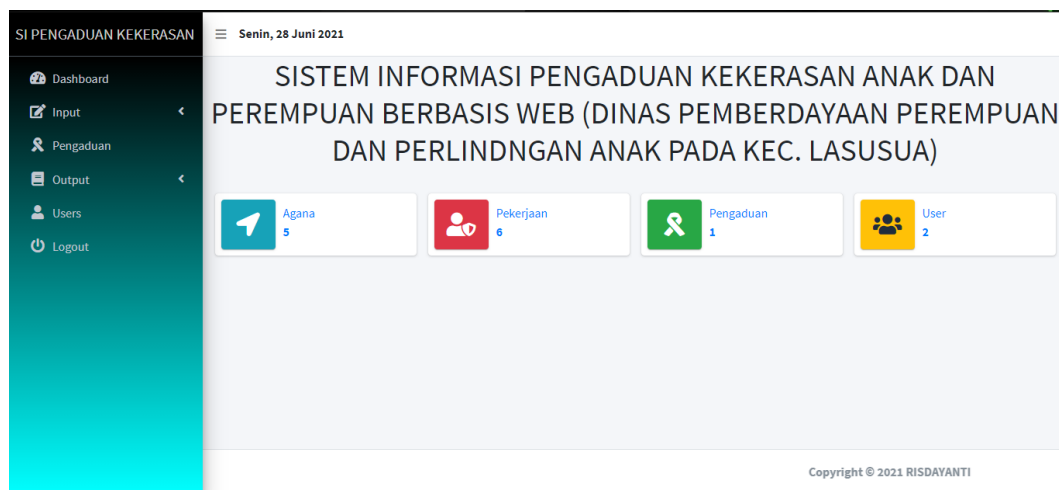 SI PENGADUAN KEKERASAN
Senin, 28 Juni 2021
Dashboard
Input
Pengaduan
Output
Users
Logout
SISTEM INFORMASI PENGADUAN KEKERASAN ANAK DAN
PEREMPUAN BERBASIS WEB (DINAS PEMBERDAYAAN PEREMPUAN
DAN PERLINDNGAN ANAK PADA KEC. LASUSUA)
Agana
5
Pekerjaan
6
Pengaduan
1
User
2
Copyright © 2021 RISDAYANTI